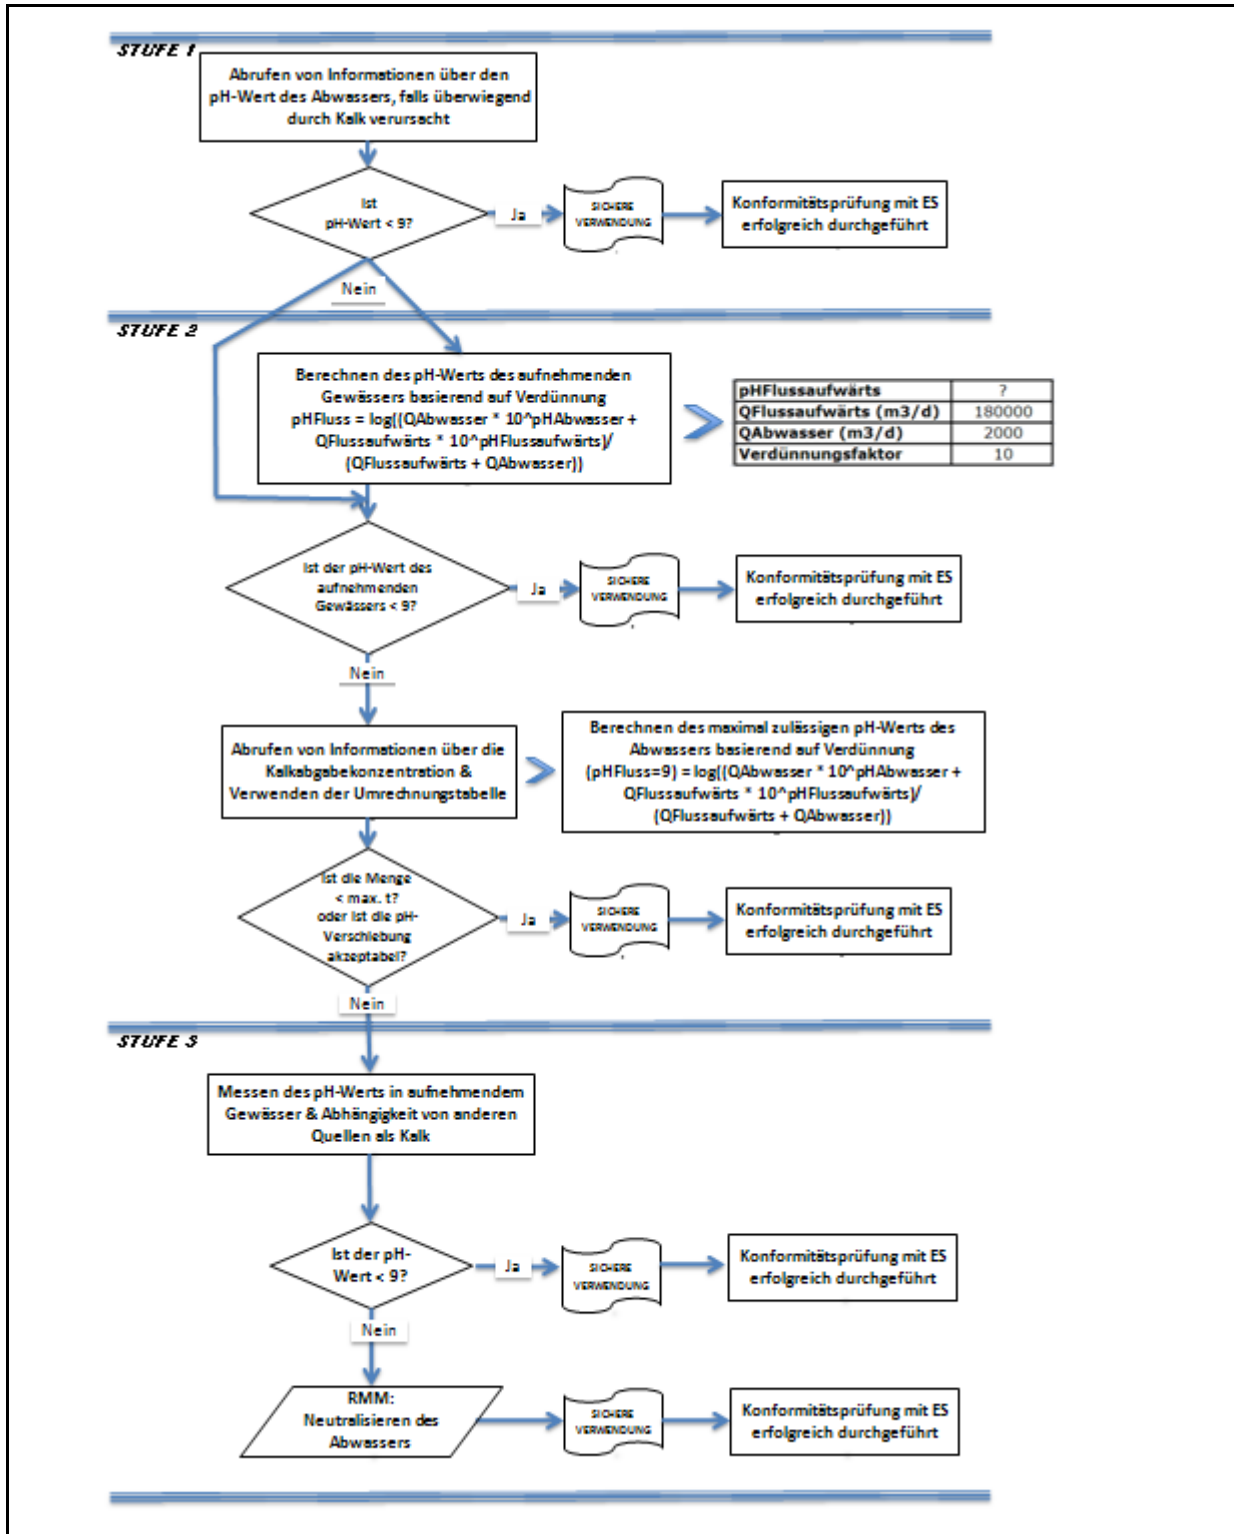 STUFE 1
Abrufen von Informationen über den
pH-Wert des Abwassers, falls überwiegend
durch Kalk verursacht
Ist
pH-Wert < 9?
Ja
SICHERE
VERWENDUNG
Konformitätsprüfung mit ES
erfolgreich durchgeführt
Nein
STUFE 2
Berechnen des pH-Werts des aufnehmenden
Gewässers basierend auf Verdünnung
pHFluss = log((QAbwasser * 10^pHAbwasser +
QFlussaufwärts * 10^pHFlussaufwärts)/
(QFlussaufwärts + QAbwasser))
pHFlussaufwärts ?
QFlussaufwärts (m3/d) 180000
QAbwasser (m3/d) 2000
Verdünnungsfaktor 10
Ist der pH-Wert des
aufnehmenden
Gewässers < 9?
Ja
SICHERE
VERWENDUNG
Konformitätsprüfung mit ES
erfolgreich durchgeführt
Nein
Abrufen von Informationen über die
Kalkabgabekonzentration &
Verwenden der Umrechnungstabelle
Berechnen des maximal zulässigen pH-Werts des
Abwassers basierend auf Verdünnung
(pHFluss=9) = log((QAbwasser * 10^pHAbwasser +
QFlussaufwärts * 10^pHFlussaufwärts)/
(QFlussaufwärts + QAbwasser))
Ist die Menge
< max. t?
oder ist die pH-
Verschiebung
akzeptabel?
Ja
SICHERE
VERWENDUNG
Konformitätsprüfung mit ES
erfolgreich durchgeführt
Nein
STUFE 3
Messen des pH-Werts in aufnehmendem
Gewässer & Abhängigkeit von anderen
Quellen als Kalk
Ist der pH-
Wert < 9?
Ja
SICHERE
VERWENDUNG
Konformitätsprüfung mit ES
erfolgreich durchgeführt
Nein
RMM:
Neutralisieren des
Abwassers
SICHERE
VERWENDUNG
Konformitätsprüfung mit ES
erfolgreich durchgeführt